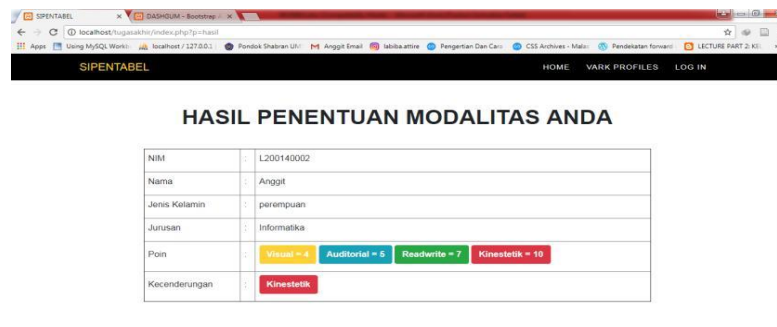 SIPENTABEL
DASHGUM - Bootstrap
localhost/tugasakhir/index.php?p=hasil
Apps Using MySQL Workb localhost / 127.0.0.1 Pondok Shabran UM Anggit Email labiba.attire Pengertian Dan Cara CSS Archives - Malas Pendekatan forward LECTURE PART 2: KE
SIPENTABEL HOME VARK PROFILES LOG IN
HASIL PENENTUAN MODALITAS ANDA
NIM : L200140002
Nama : Anggit
Jenis Kelamin : perempuan
Jurusan : Informatika
Poin : Visual = 4 Auditorial = 5 Readwrite = 7 Kinestetik = 10
Kecenderungan : Kinestetik